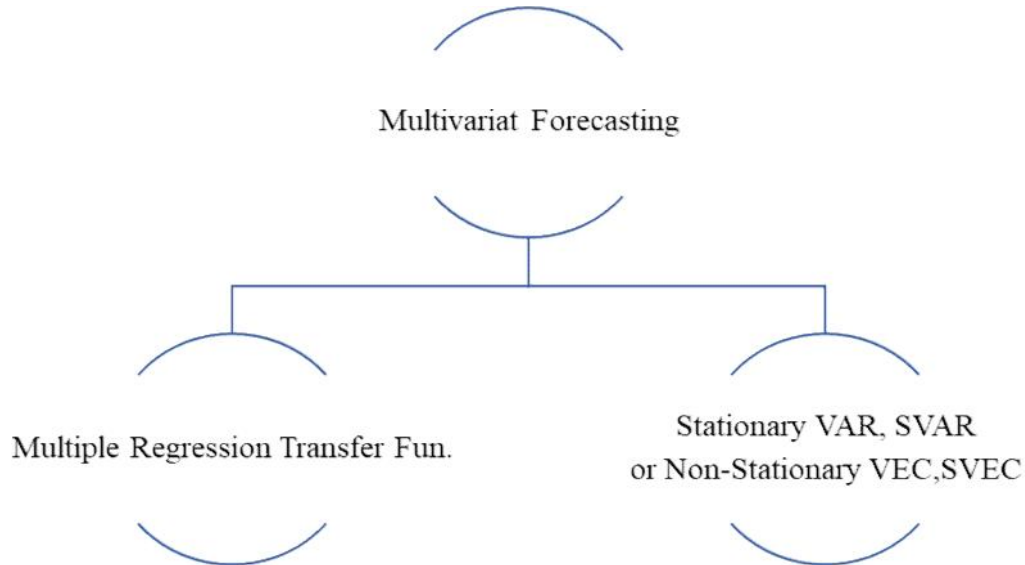 Multivariat Forecasting
Multiple Regression Transfer Fun.
Stationary VAR, SVAR
or Non-Stationary VEC,SVEC